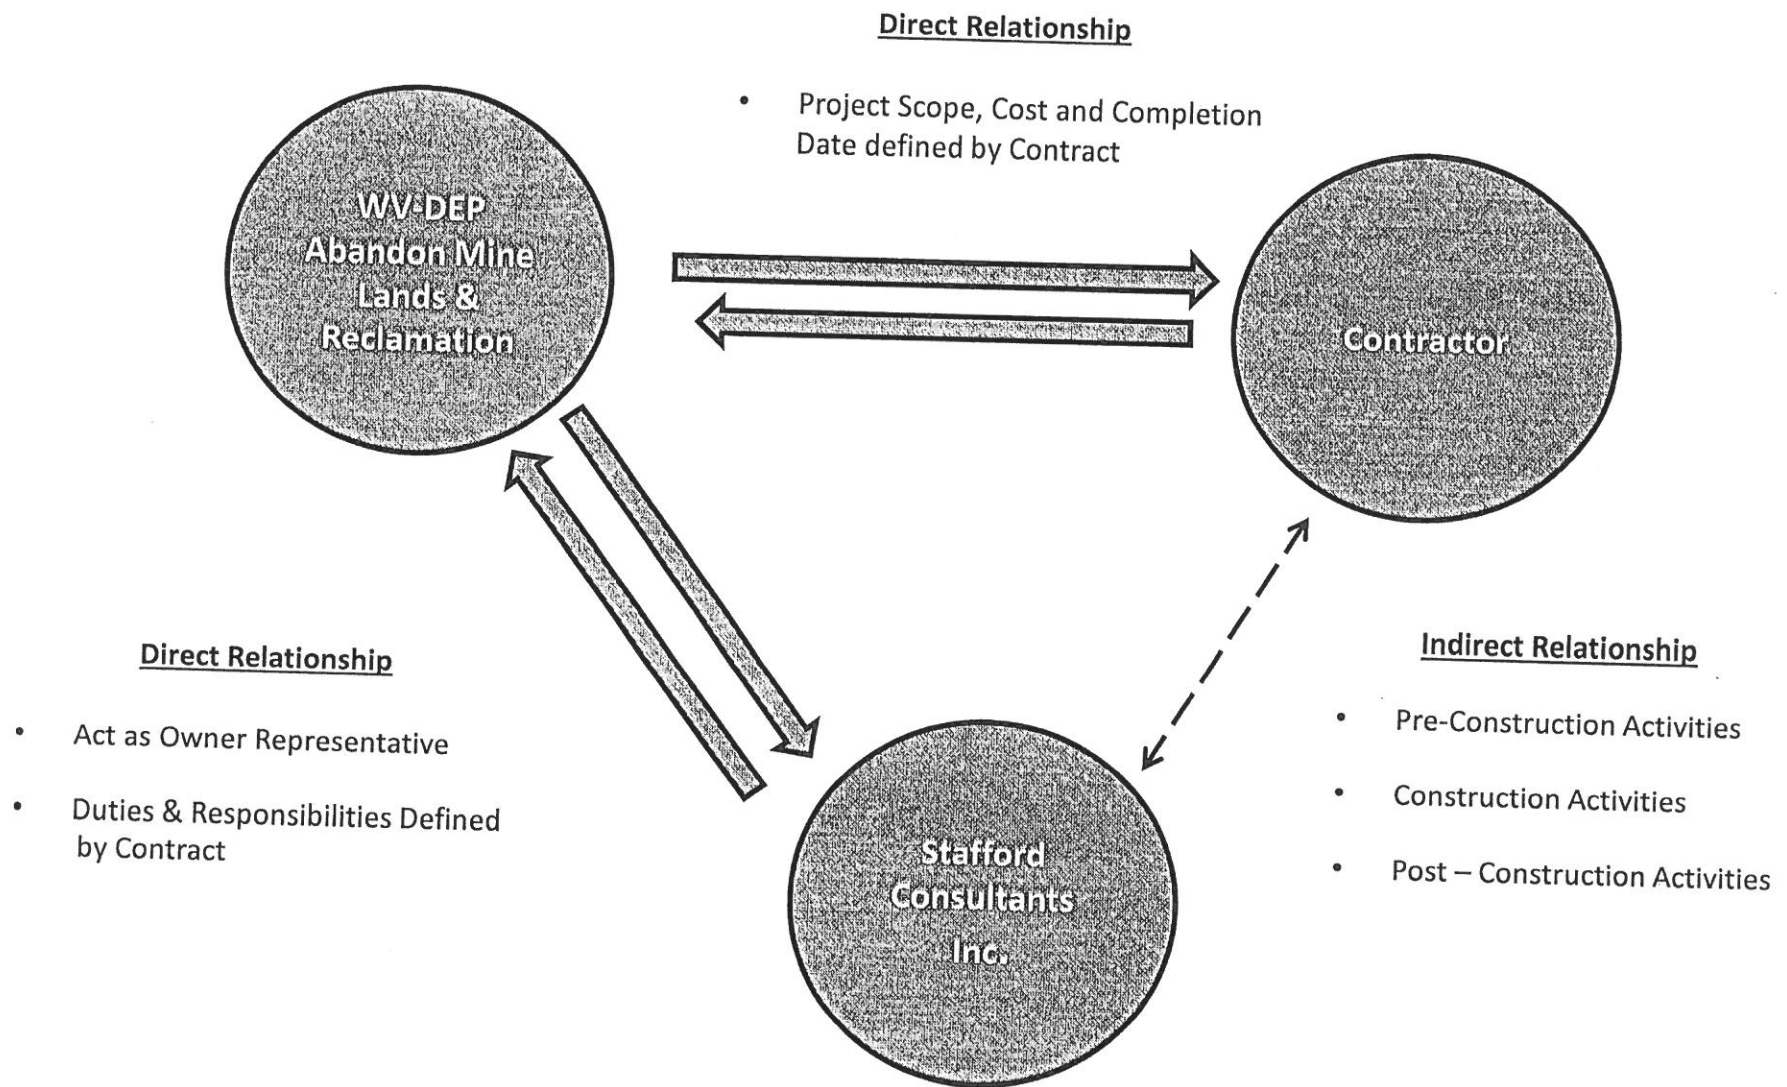 Direct Relationship
• Project Scope, Cost and Completion
Date defined by Contract
WV-DEP
Abandon Mine
Lands &
Reclamation
Contractor
Direct Relationship
• Act as Owner Representative
• Duties & Responsibilities Defined
by Contract
Stafford
Consultants
Inc.
Indirect Relationship
• Pre-Construction Activities
• Construction Activities
• Post – Construction Activities